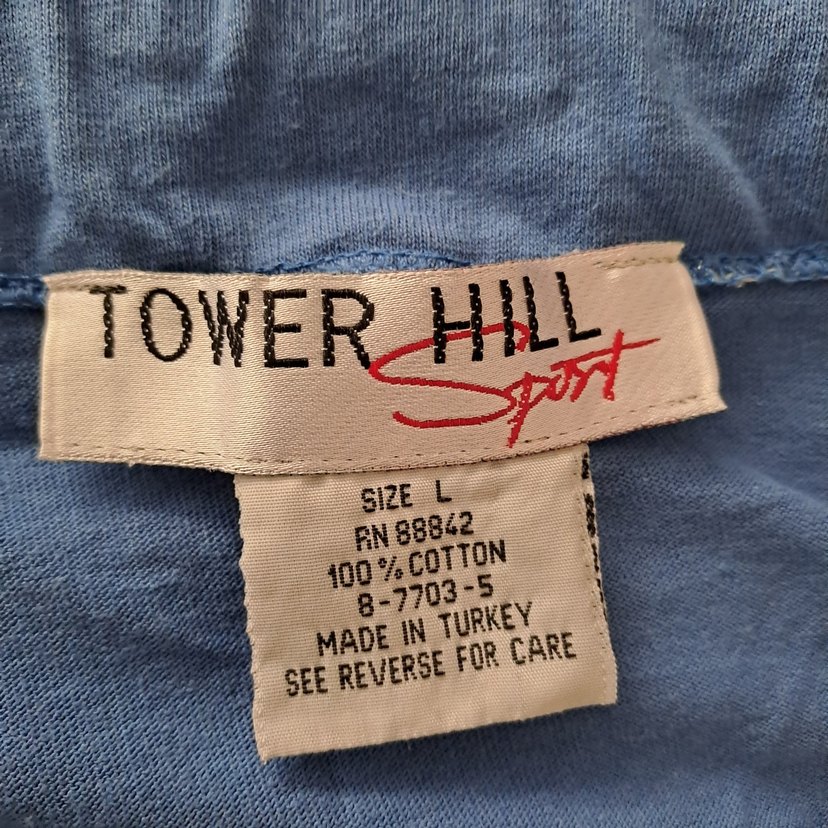 TOWER HILL
Sport
SIZE L
RN 88842
100% COTTON
8-7703-5
MADE IN TURKEY
SEE REVERSE FOR CARE